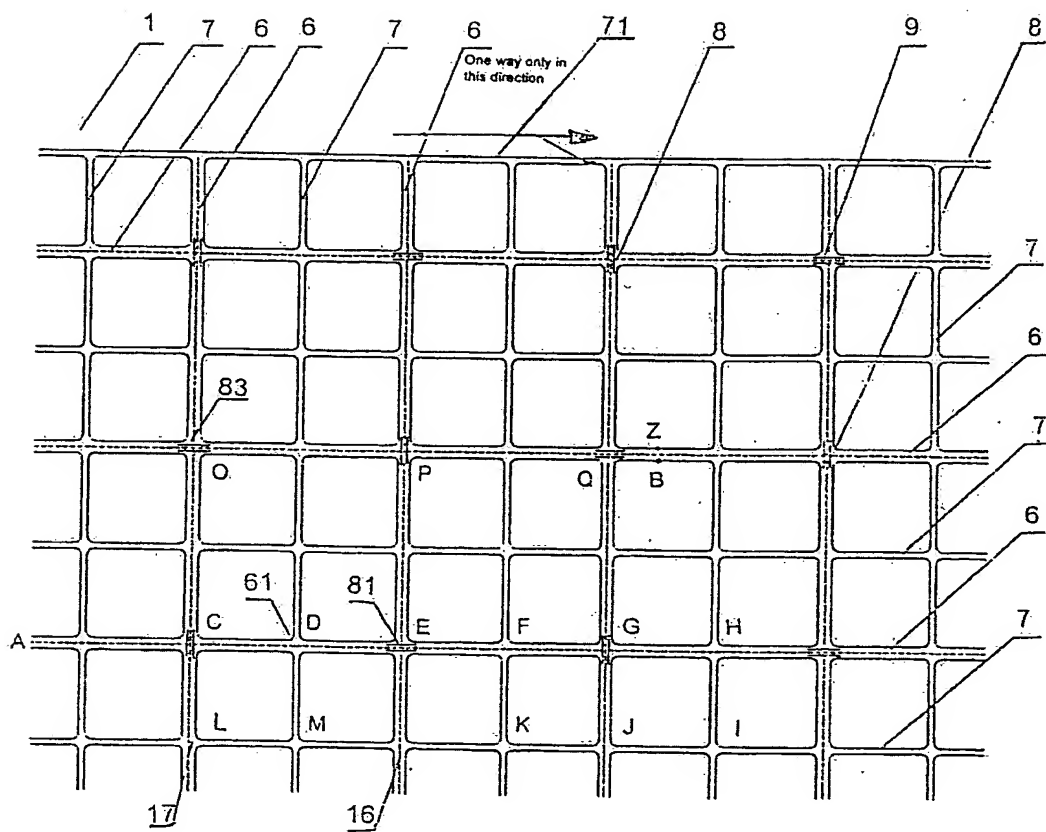 1 7 6 6 7 6 71 8 9 8
One way only in
this direction
7
6
83
Z
7
O P Q B
6
61 81
A C D E F G H
7
L M K J I
17 16